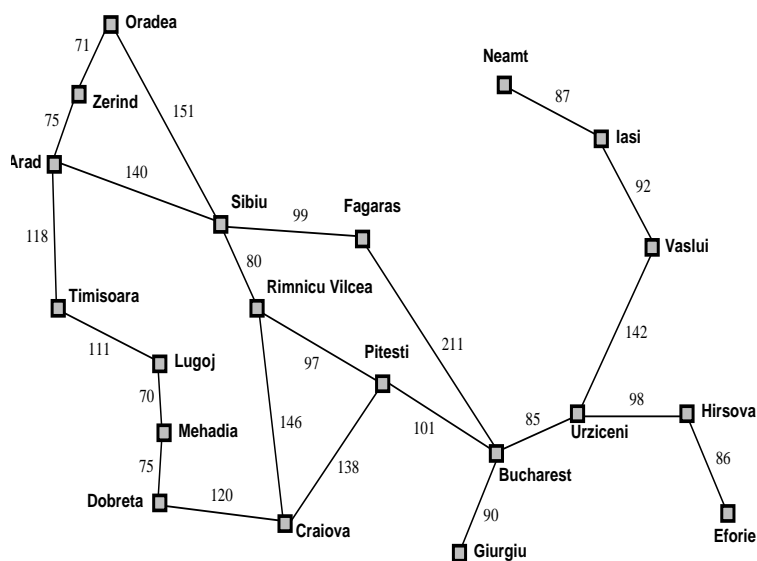 Oradea
71
Neamt
Zerind
87
151
75
Iasi
Arad
140
92
Sibiu
Fagaras
99
118
Vaslui
80
Timisoara
Rimnicu Vilcea
142
111
Pitesti
211
Lugoj
97
70
98
Hirsova
85
146
101
Urziceni
Mehadia
86
75
138
Bucharest
120
Dobreta
90
Craiova
Eforie
Giurgiu